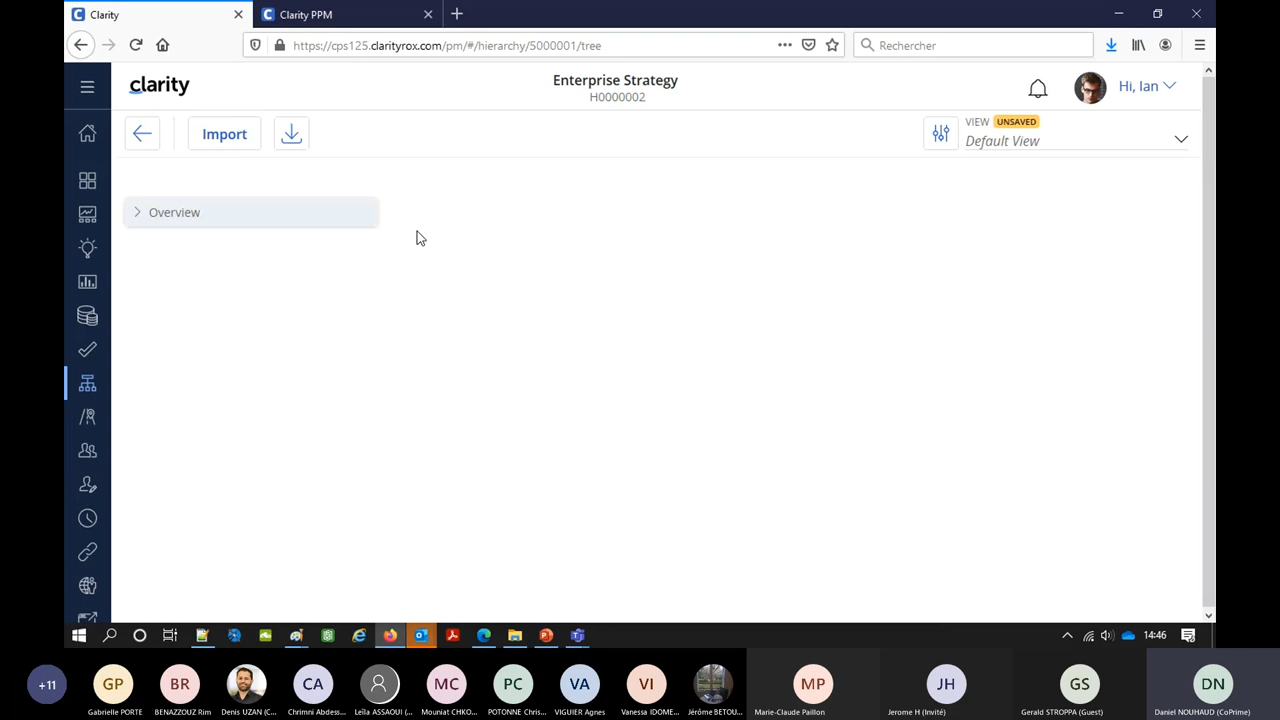 Clarity
Clarity PPM
https://cps125.clarityrox.com/pm/#/hierarchy/5000001/tree
Rechercher
clarity
Enterprise Strategy
H0000002
Hi, Ian
Import
VIEW UNSAVED
Default View
Overview
14:46
+11
GP
BR
CA
MC
PC
VA
VI
MP
JH
GS
DN
Gabrielle PORTE
BENAZZOUZ Rim
Denis UZAN (C...
Chrimni Abdess...
Leïla ASSAOUI (...
Mouniat CHKO...
POTONNE Chris...
VIGUIER Agnes
Vanessa IDOME...
Jérôme BETOU...
Marie-Claude Paillon
Jerome H (Invité)
Gerald STROPPA (Guest)
Daniel NOUHAUD (CoPrime)